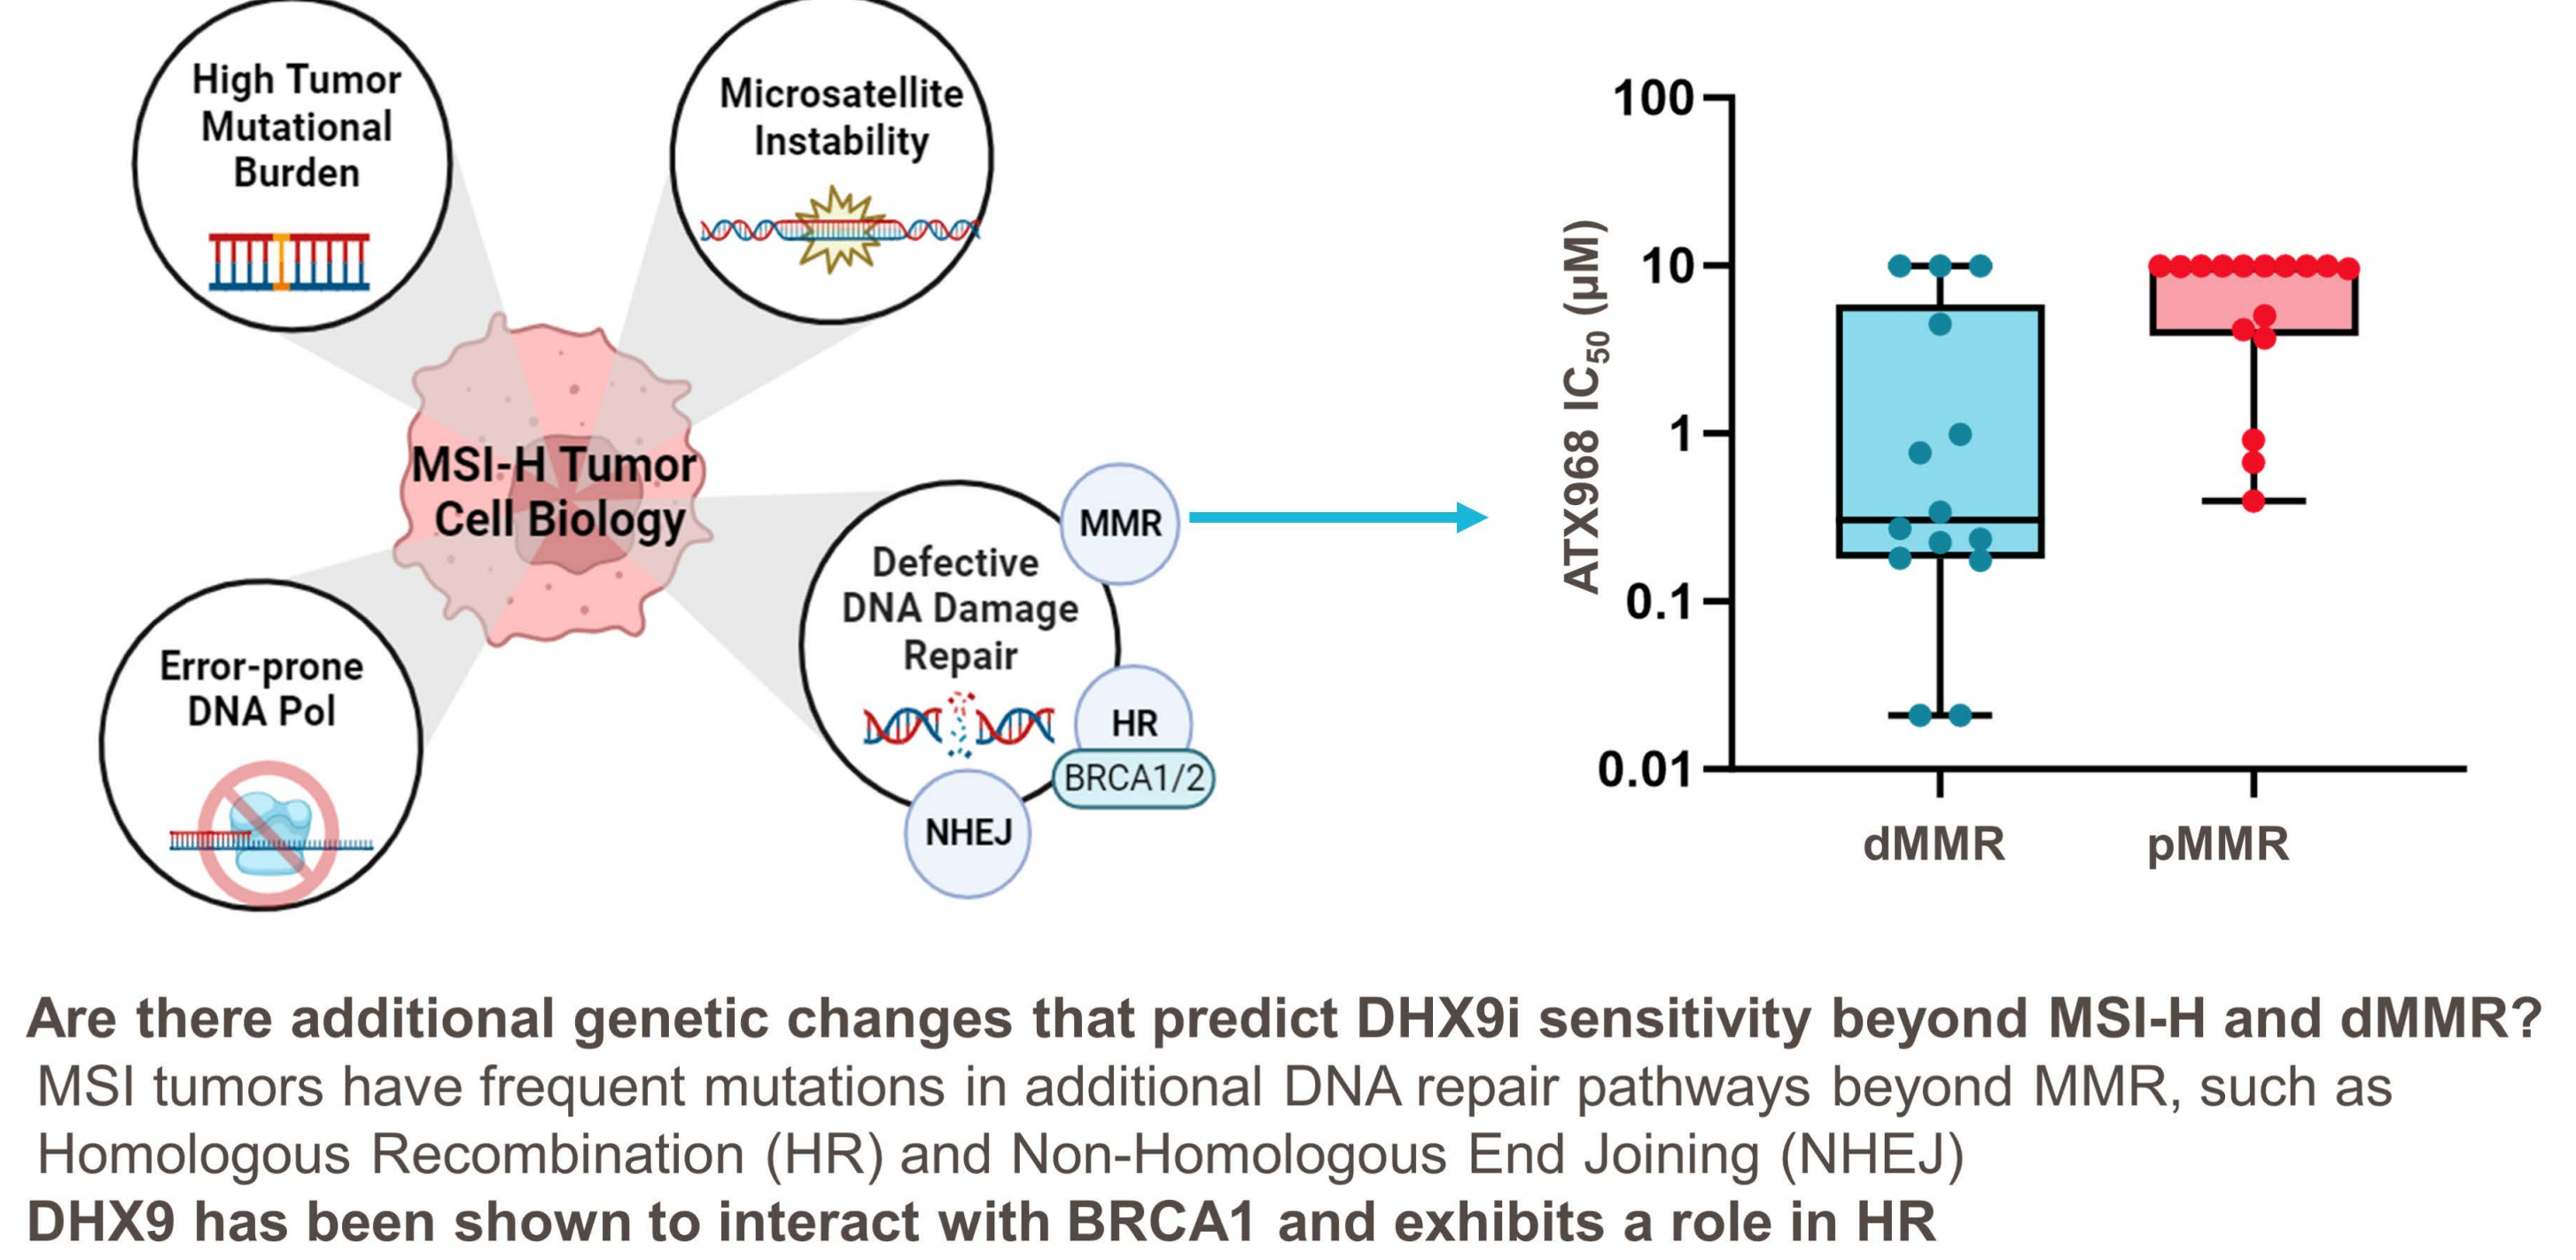 High Tumor
Mutational
Burden
Microsatellite
Instability
MSI-H Tumor
Cell Biology
Error-prone
DNA Pol
Defective
DNA Damage
Repair
MMR
HR
BRCA1/2
NHEJ
ATX968 IC50 (µM)
100
10
1
0.1
0.01
dMMR
pMMR
Are there additional genetic changes that predict DHX9i sensitivity beyond MSI-H and dMMR?
MSI tumors have frequent mutations in additional DNA repair pathways beyond MMR, such as
Homologous Recombination (HR) and Non-Homologous End Joining (NHEJ)
DHX9 has been shown to interact with BRCA1 and exhibits a role in HR